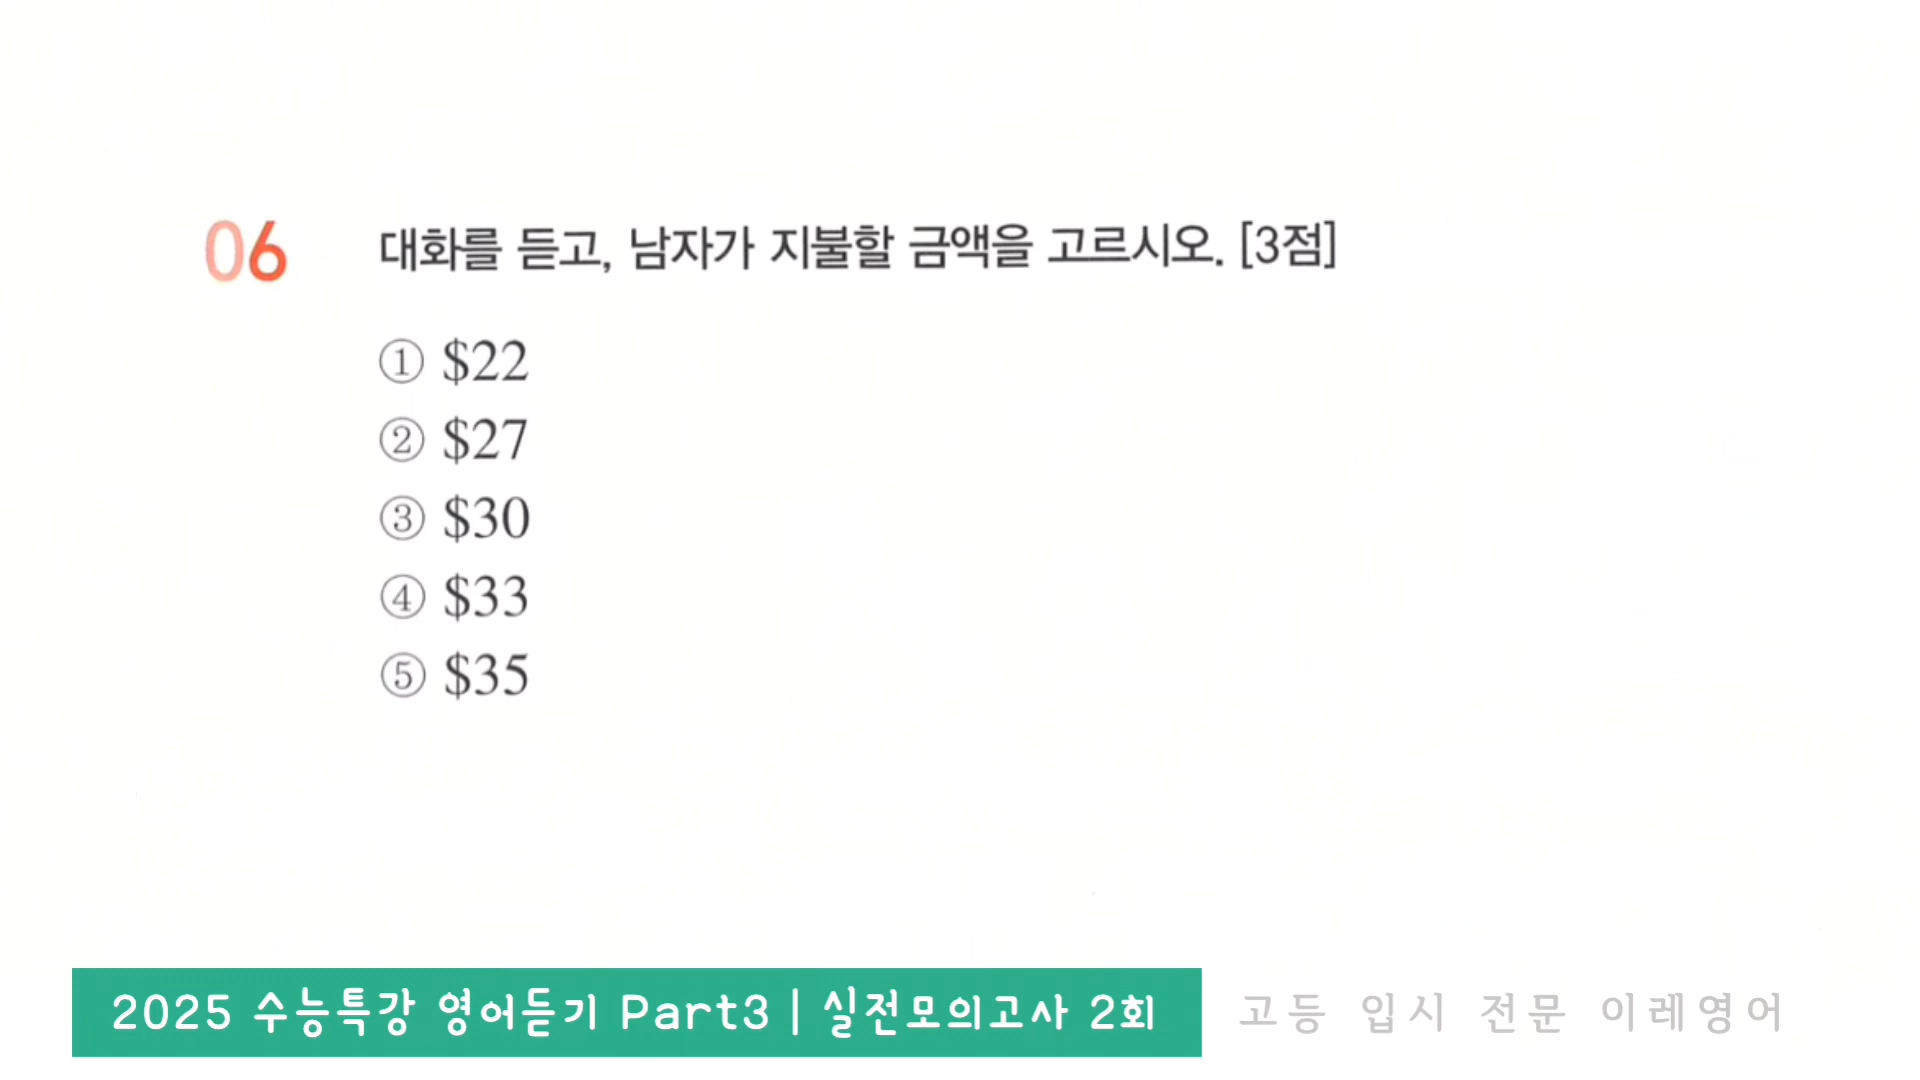 06 대화를 듣고, 남자가 지불할 금액을 고르시오. [3점]
① $22
② $27
③ $30
④ $33
⑤ $35
2025 수능특강 영어듣기 Part3 | 실전모의고사 2회
고등 입시 전문 이레영어